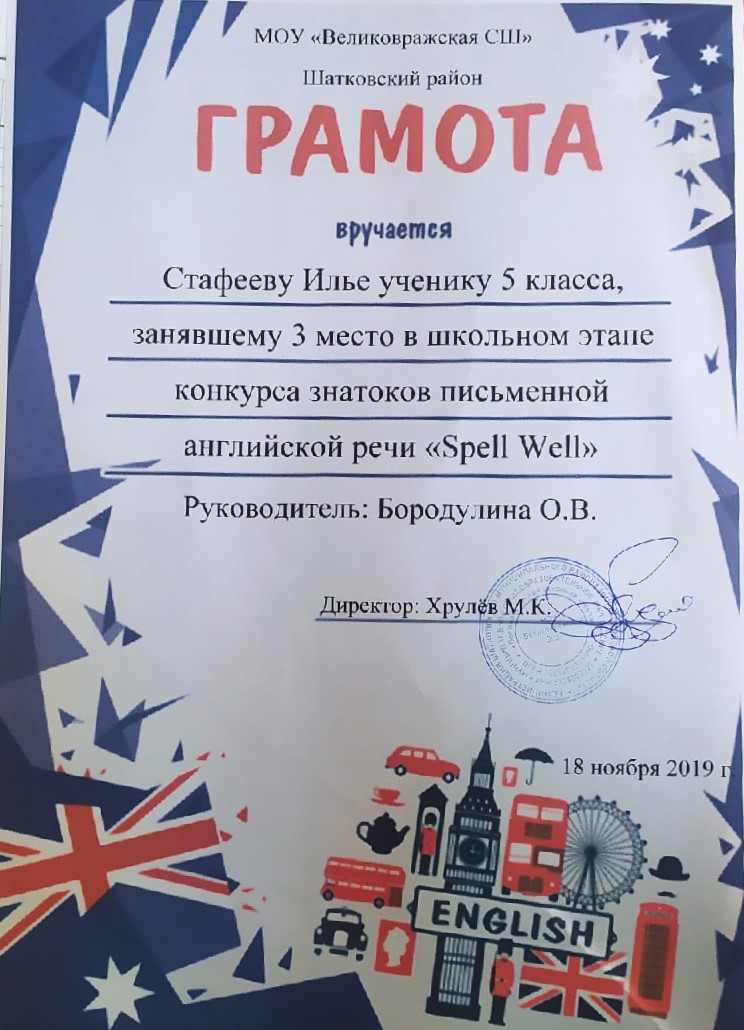 МОУ «Великовражская СШ»
Шатковский район
ГРАМОТА
вручается
Стафееву Илье ученику 5 класса,
занявшему 3 место в школьном этапе
конкурса знатоков письменной
английской речи «Spell Well»
Руководитель: Бородулина О.В.
Директор: Хрулёв М.К.
18 ноября 2019 г.
ENGLISH